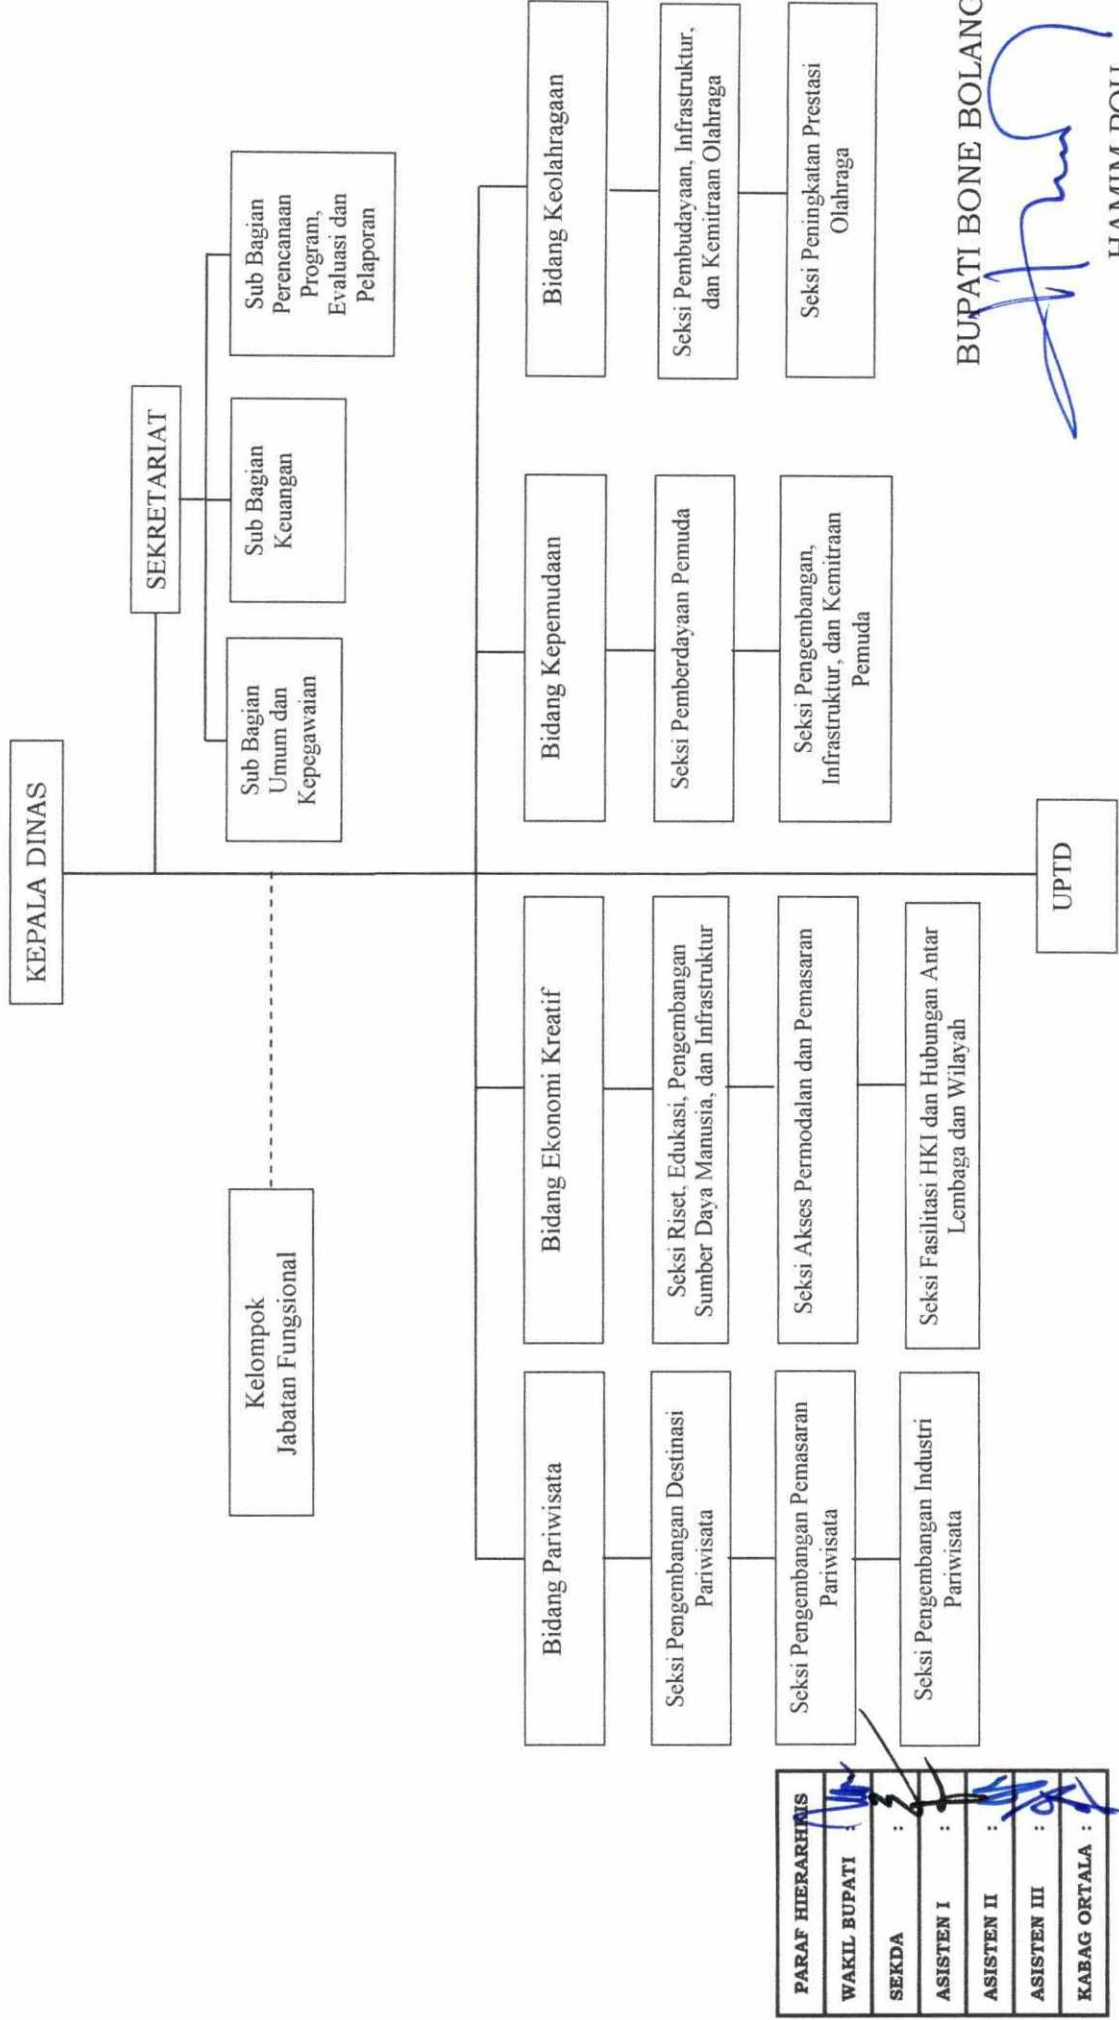 KEPALA DINAS
SEKRETARIAT
Kelompok
Jabatan Fungsional
Sub Bagian
Umum dan
Kepegawaian
Sub Bagian
Keuangan
Sub Bagian
Perencanaan
Program,
Evaluasi dan
Pelaporan
Bidang Pariwisata
Seksi Pengembangan Destinasi
Pariwisata
Seksi Pengembangan Pemasaran
Pariwisata
Seksi Pengembangan Industri
Pariwisata
Bidang Ekonomi Kreatif
Seksi Riset, Edukasi, Pengembangan
Sumber Daya Manusia, dan Infrastruktur
Seksi Akses Permodalan dan Pemasaran
Seksi Fasilitasi HKI dan Hubungan Antar
Lembaga dan Wilayah
Bidang Kepemudaan
Seksi Pemberdayaan Pemuda
Seksi Pengembangan,
Infrastruktur, dan Kemitraan
Pemuda
Bidang Keolahragaan
Seksi Pembudayaan, Infrastruktur,
dan Kemitraan Olahraga
Seksi Peningkatan Prestasi
Olahraga
UPTD
PARAF HIERARHKIS
WAKIL BUPATI :
SEKDA :
ASISTEN I :
ASISTEN II :
ASISTEN III :
KABAG ORTALA :
BUPATI BONE BOLANG
HAMIM POU